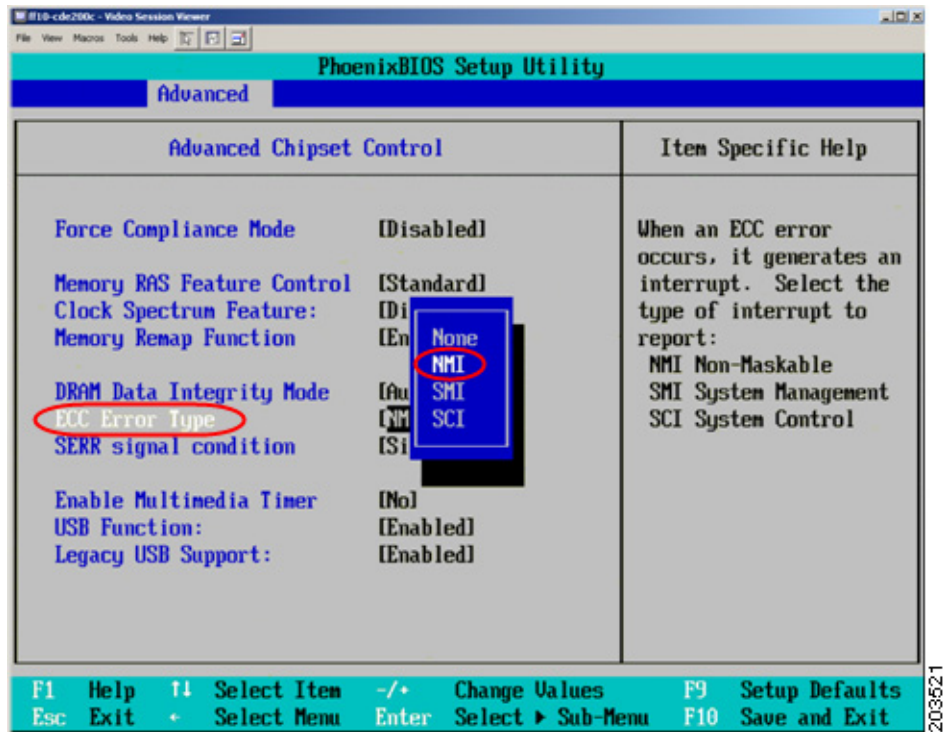 ff10-cde200c - Video Session Viewer
File View Macros Tools Help
PhoenixBIOS Setup Utility
Advanced
Advanced Chipset Control
Item Specific Help
Force Compliance Mode [Disabled]
Memory RAS Feature Control [Standard]
Clock Spectrum Feature: [Di
Memory Remap Function [En
DRAM Data Integrity Mode [Au
ECC Error Type [NM
SERR signal condition [Si
Enable Multimedia Timer [No]
USB Function: [Enabled]
Legacy USB Support: [Enabled]
None
NMI
SMI
SCI
When an ECC error
occurs, it generates an
interrupt. Select the
type of interrupt to
report:
NMI Non-Maskable
SMI System Management
SCI System Control
F1 Help ↑↓ Select Item -/+ Change Values F9 Setup Defaults
Esc Exit ← Select Menu Enter Select ▶ Sub-Menu F10 Save and Exit
203521